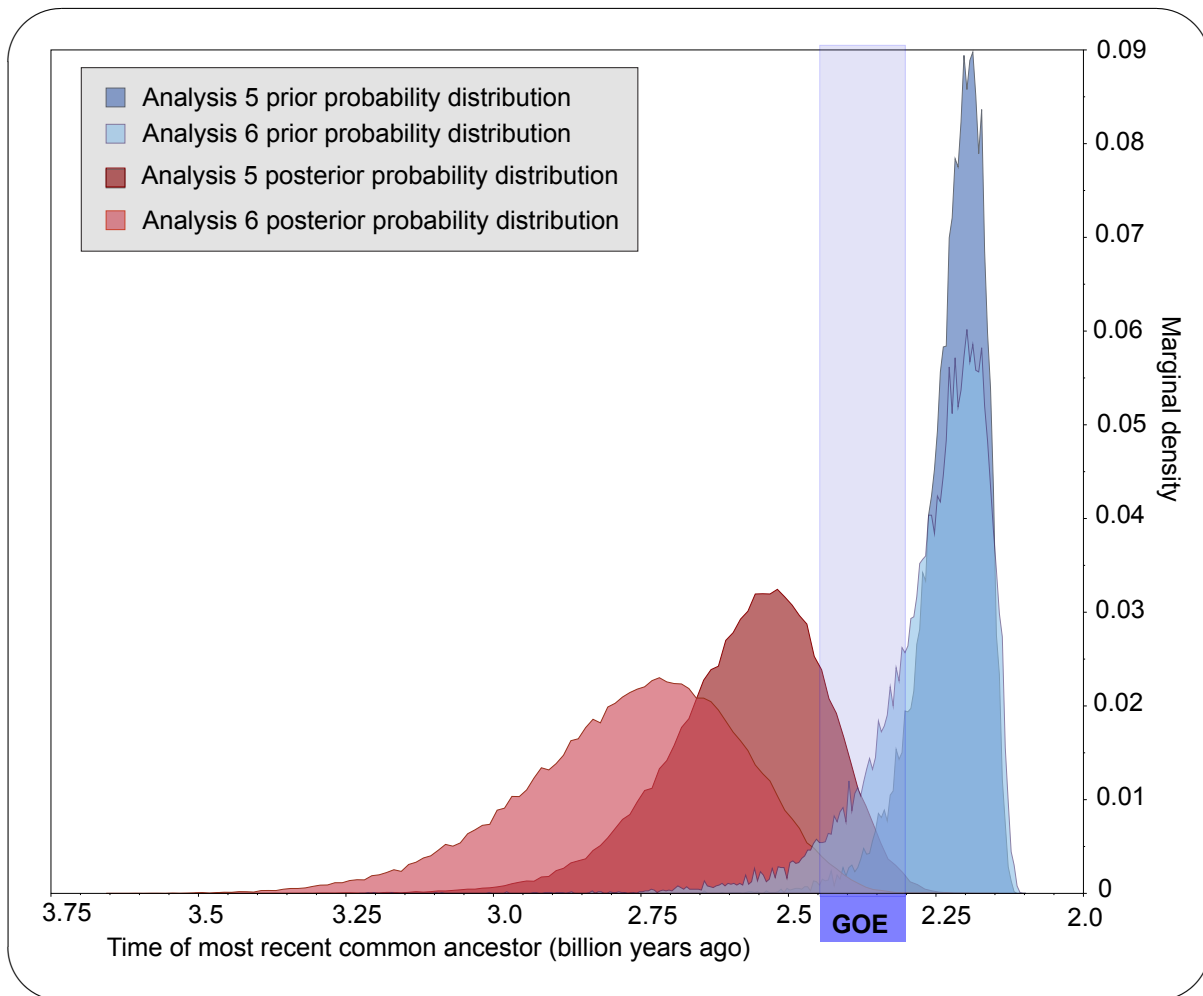 Analysis 5 prior probability distribution
Analysis 6 prior probability distribution
Analysis 5 posterior probability distribution
Analysis 6 posterior probability distribution
0.09
0.08
0.07
0.06
0.05
0.04
0.03
0.02
0.01
0
Marginal density
3.75
3.5
3.25
3.0
2.75
2.5
2.25
2.0
GOE
Time of most recent common ancestor (billion years ago)